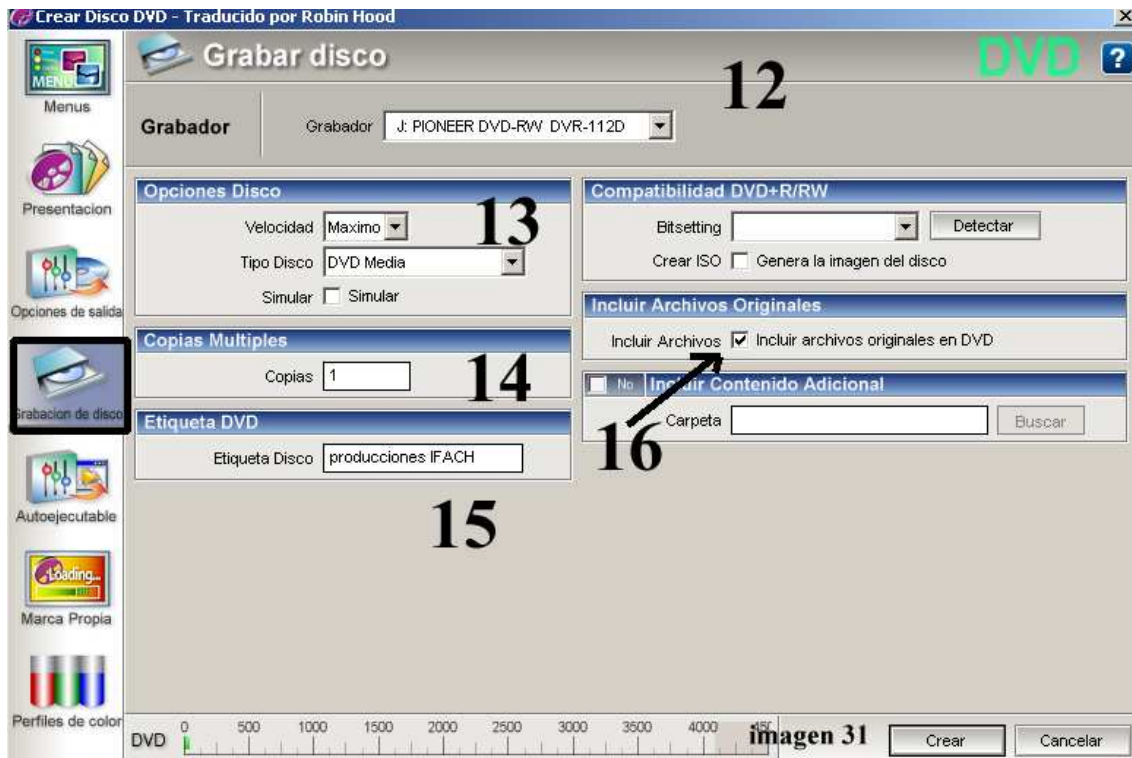 Crear Disco DVD - Traducido por Robin Hood
X
MENUS
Menus
Presentacion
Opciones de salida
Grabacion de disco
Autoejecutable
Loading...
Marca Propia
Perfiles de color
Grabar disco
DVD
?
12
Grabador
Grabador J: PIONEER DVD-RW DVR-112D
Opciones Disco
13
Velocidad Maximo
Tipo Disco DVD Media
Simular Simular
Copias Multiples
Copias 1
14
Etiqueta DVD
Etiqueta Disco producciones IFACH
15
Compatibilidad DVD+R/RW
Bitsetting Detectar
Crear ISO Genera la imagen del disco
Incluir Archivos Originales
Incluir Archivos Incluir archivos originales en DVD
No Incluir Contenido Adicional
Carpeta Buscar
16
DVD 0 500 1000 1500 2000 2500 3000 3500 4000
imagen 31
Crear Cancelar